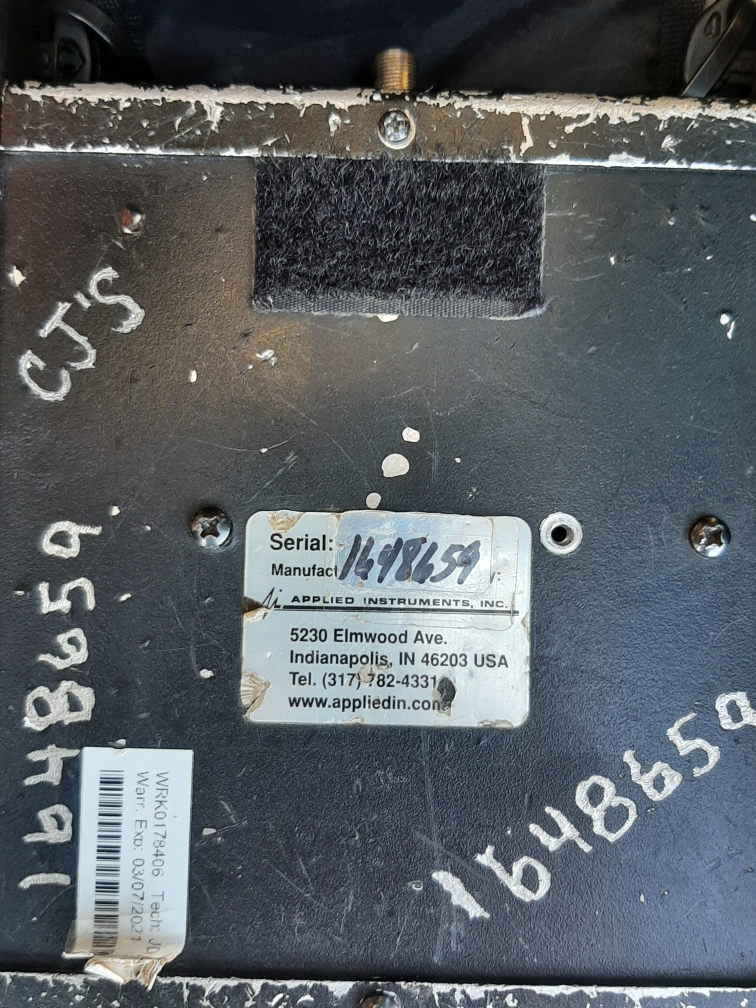 CJ'S
1648659
Serial: 1648659
Manufact
y:
Ai APPLIED INSTRUMENTS, INC.
5230 Elmwood Ave.
Indianapolis, IN 46203 USA
Tel. (317) 782-4331
www.appliedin.com
WRK0178406 Tech: JD
Warr. Exp: 03/07/2021
1648659